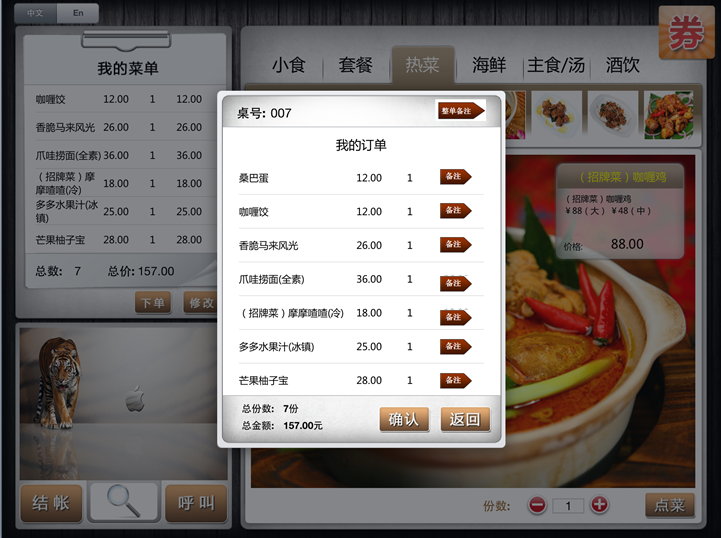 中文 En
券
我的菜单
咖喱饺 12.00 1 12.00
香脆马来风光 26.00 1 26.00
爪哇捞面(全素) 36.00 1 36.00
（招牌菜）摩
摩喳喳(冷) 18.00 1 18.00
多多水果汁(冰
镇) 25.00 1 25.00
芒果柚子宝 28.00 1 28.00
总数: 7 总价: 157.00
下单 修改
结帐 呼叫
小食 套餐 热菜 海鲜 主食/汤 酒饮
桌号: 007 整单备注
我的订单
桑巴蛋 12.00 1 备注
咖喱饺 12.00 1 备注
香脆马来风光 26.00 1 备注
爪哇捞面(全素) 36.00 1 备注
（招牌菜）摩摩喳喳(冷) 18.00 1 备注
多多水果汁(冰镇) 25.00 1 备注
芒果柚子宝 28.00 1 备注
总份数: 7份
总金额: 157.00元
确认 返回
（招牌菜）咖喱鸡
（招牌菜）咖喱鸡
￥88（大）￥48（中）
价格: 88.00
份数: 1 点菜